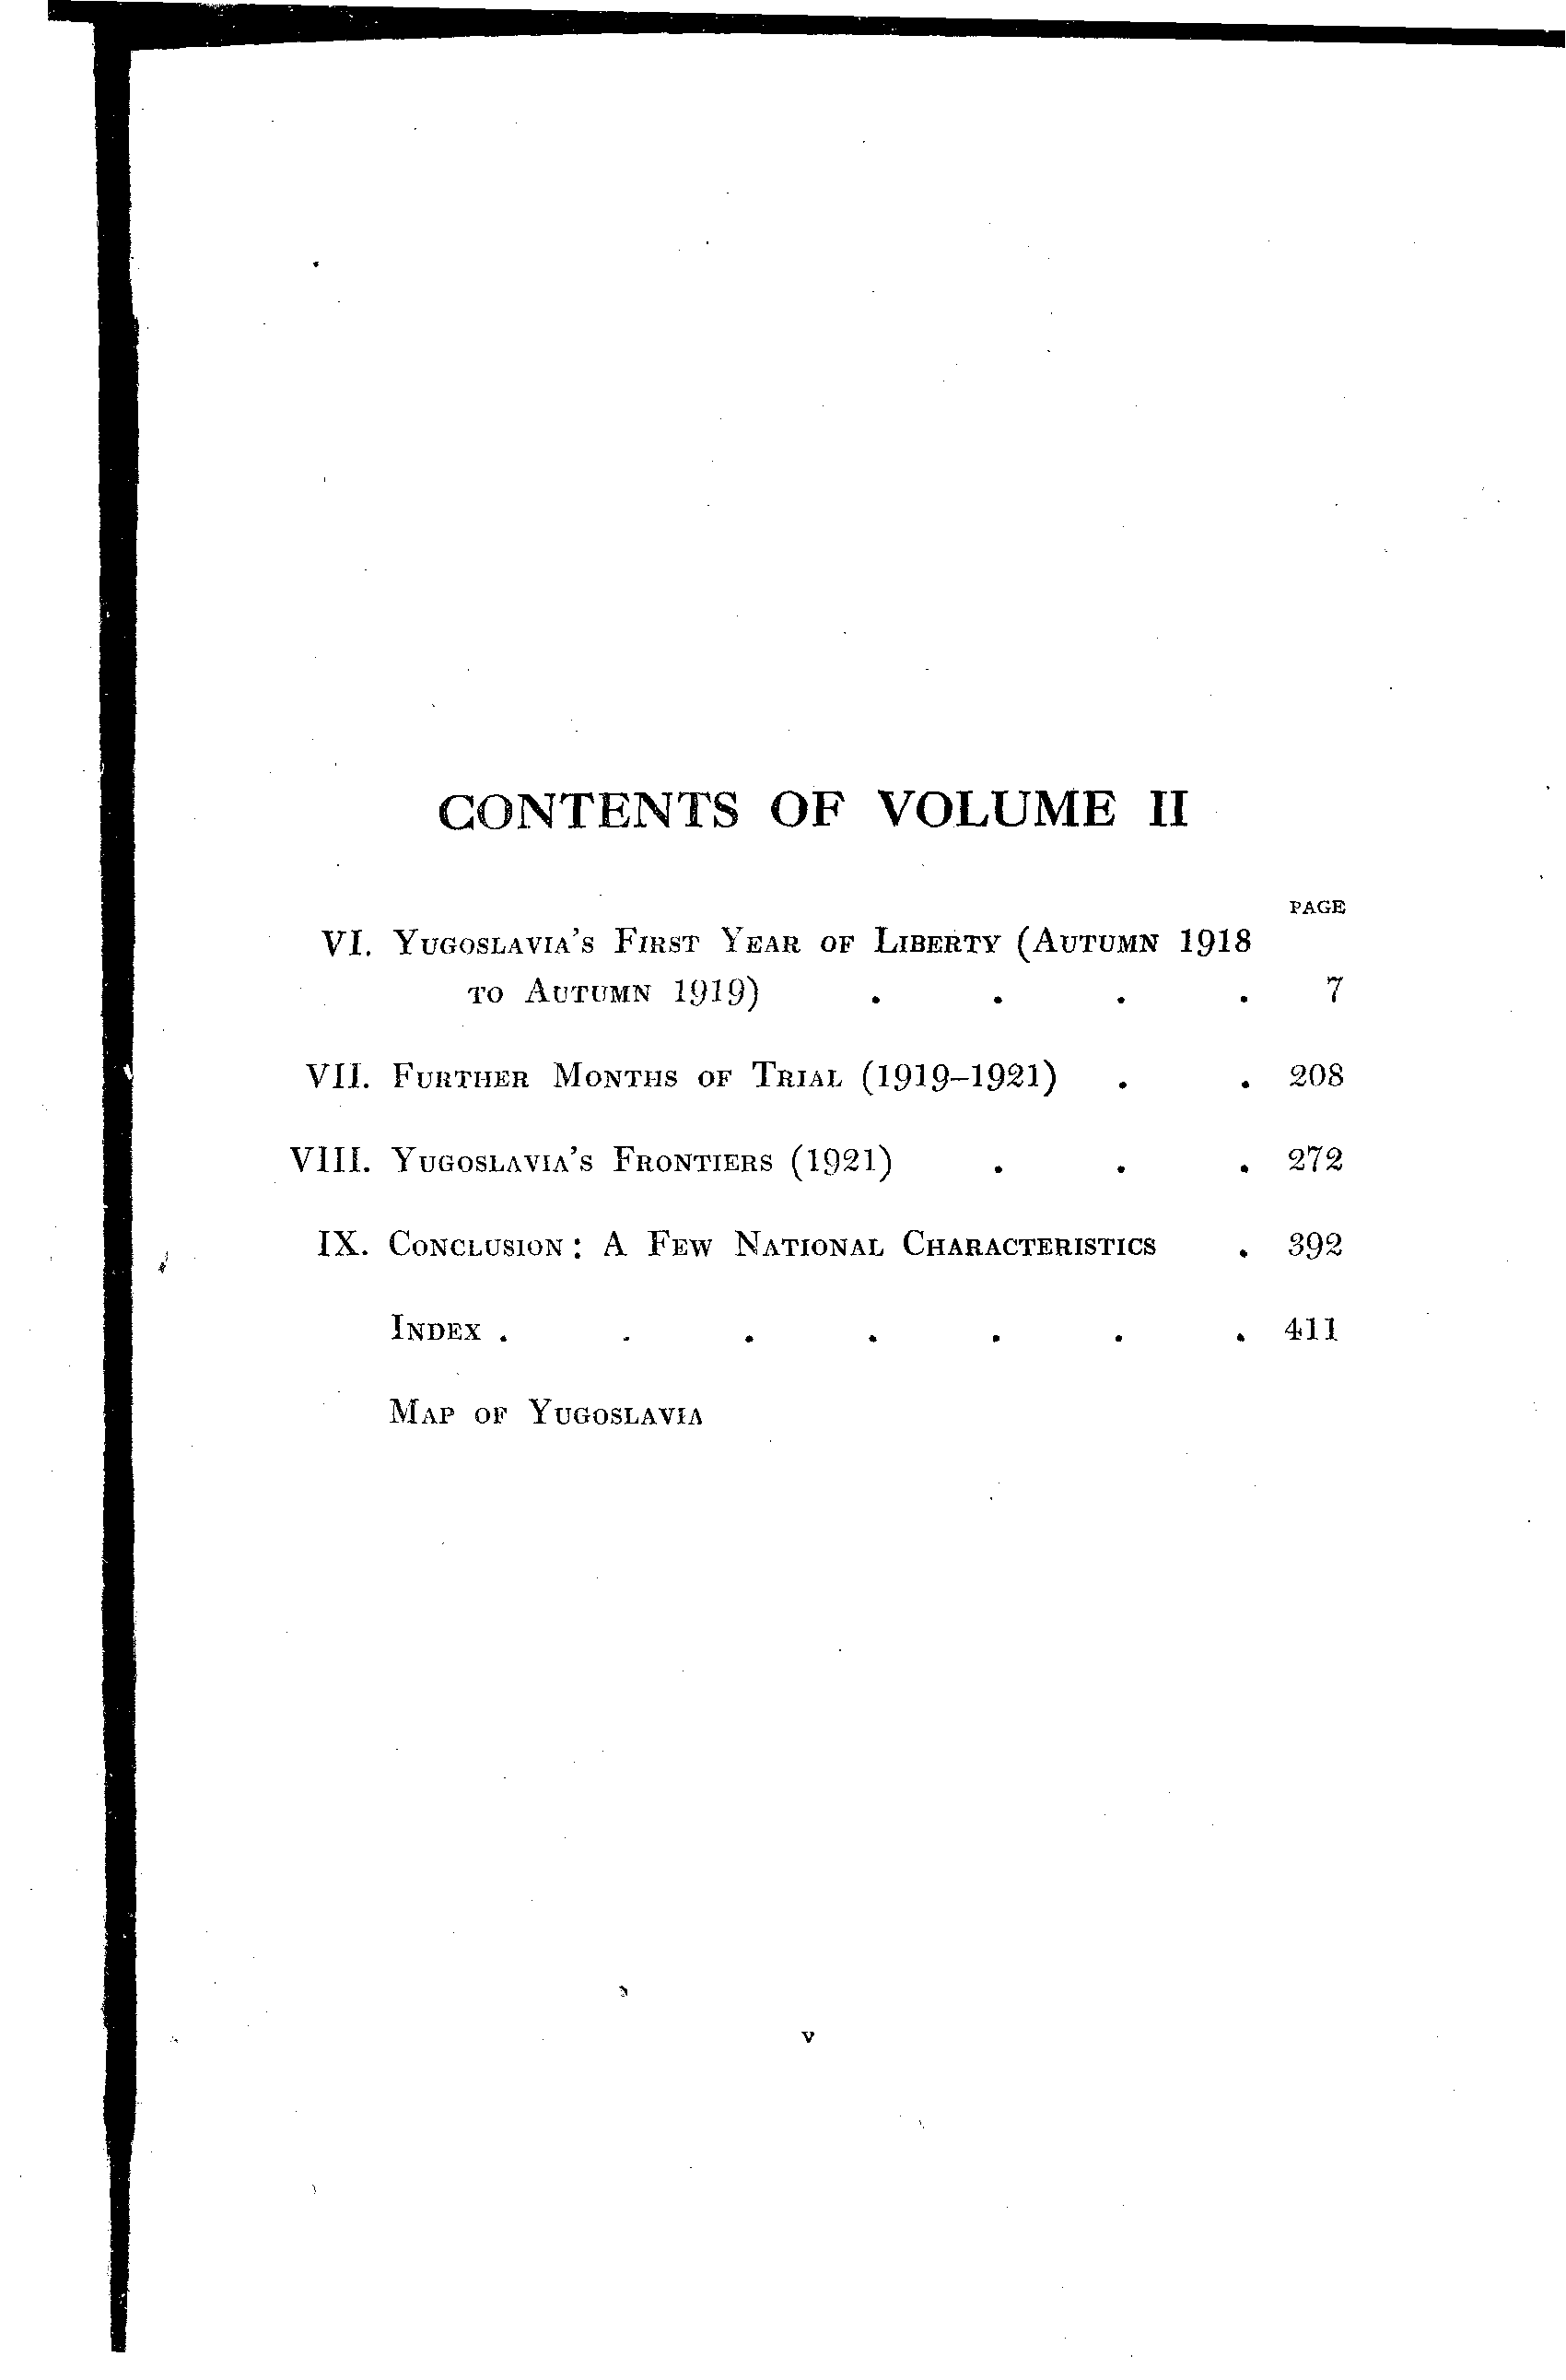 CONTENTS OF VOLUME II
PAGE
VI. YUGOSLAVIA'S FIRST YEAR OF LIBERTY (AUTUMN 1918
TO AUTUMN 1919) . . . . 7
VII. FURTHER MONTHS OF TRIAL (1919–1921) . . 208
VIII. YUGOSLAVIA'S FRONTIERS (1921) . . . 272
IX. CONCLUSION: A FEW NATIONAL CHARACTERISTICS . 392
INDEX . . . . . . . 411
MAP OF YUGOSLAVIA
v